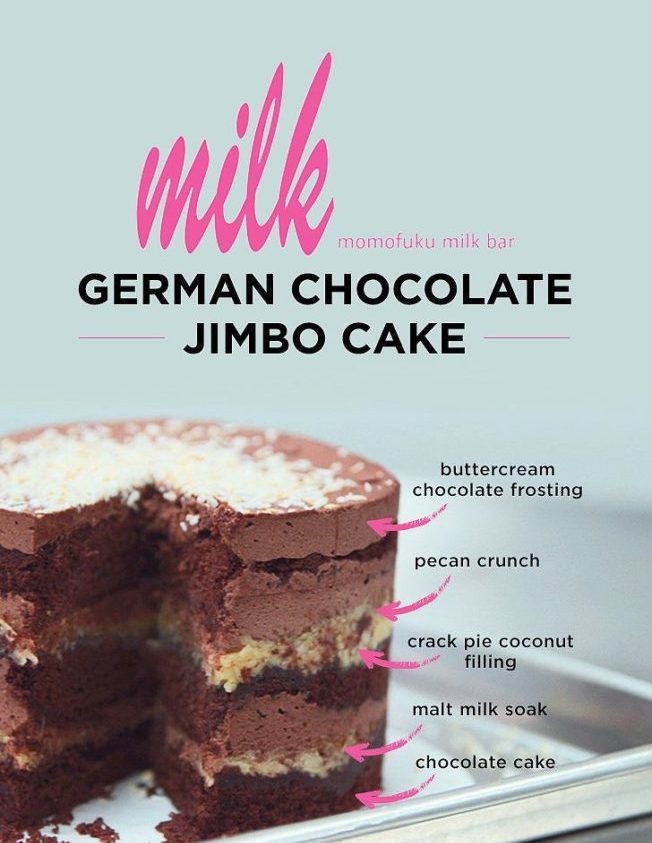 milk
momofuku milk bar
GERMAN CHOCOLATE
JIMBO CAKE
buttercream
chocolate frosting
pecan crunch
crack pie coconut
filling
malt milk soak
chocolate cake